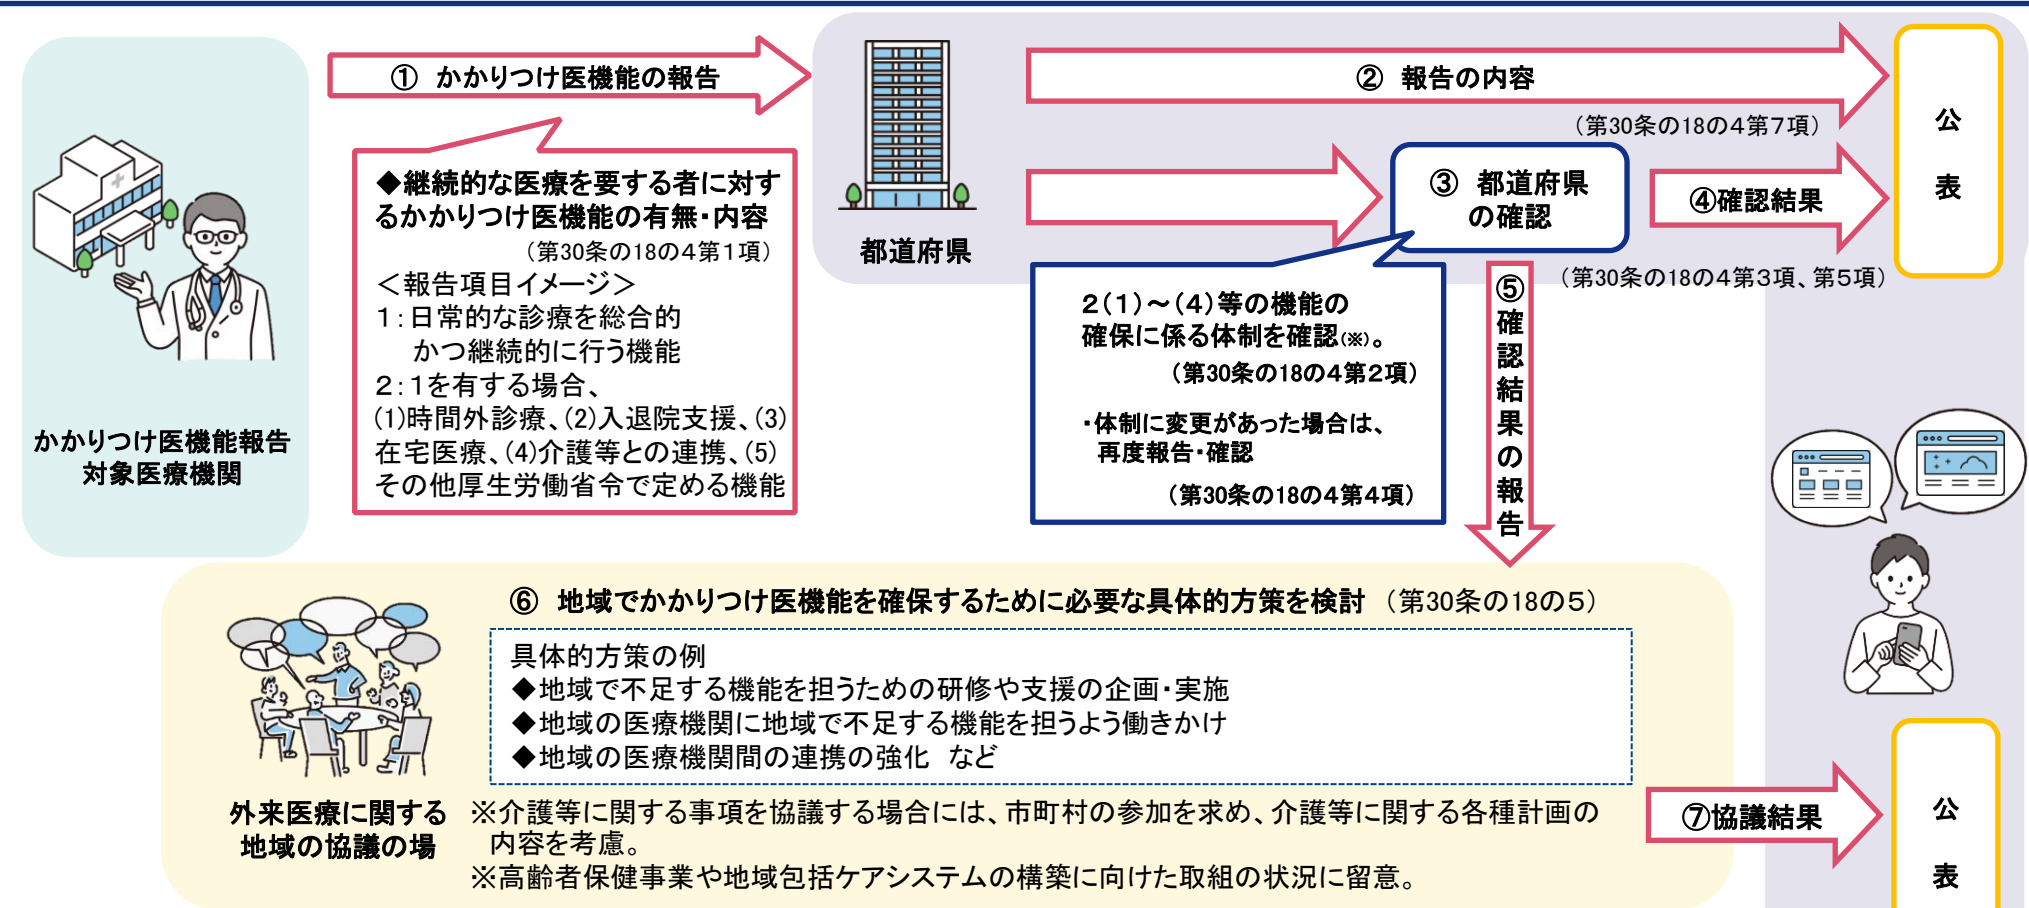 ① かかりつけ医機能の報告
② 報告の内容
(第30条の18の4第7項)
公表
◆継続的な医療を要する者に対す
るかかりつけ医機能の有無・内容
(第30条の18の4第1項)
<報告項目イメージ>
1:日常的な診療を総合的
かつ継続的に行う機能
2:1を有する場合、
(1)時間外診療、(2)入退院支援、(3)
在宅医療、(4)介護等との連携、(5)
その他厚生労働省令で定める機能
かかりつけ医機能報告
対象医療機関
都道府県
③ 都道府県
の確認
④確認結果
(第30条の18の4第3項、第5項)
2(1)~(4)等の機能の
確保に係る体制を確認(※)。
(第30条の18の4第2項)
・体制に変更があった場合は、
再度報告・確認
(第30条の18の4第4項)
⑤確認結果の報告
⑥ 地域でかかりつけ医機能を確保するために必要な具体的方策を検討 (第30条の18の5)
具体的方策の例
◆地域で不足する機能を担うための研修や支援の企画・実施
◆地域の医療機関に地域で不足する機能を担うよう働きかけ
◆地域の医療機関間の連携の強化 など
外来医療に関する
地域の協議の場
※介護等に関する事項を協議する場合には、市町村の参加を求め、介護等に関する各種計画の
内容を考慮。
※高齢者保健事業や地域包括ケアシステムの構築に向けた取組の状況に留意。
⑦協議結果
公表